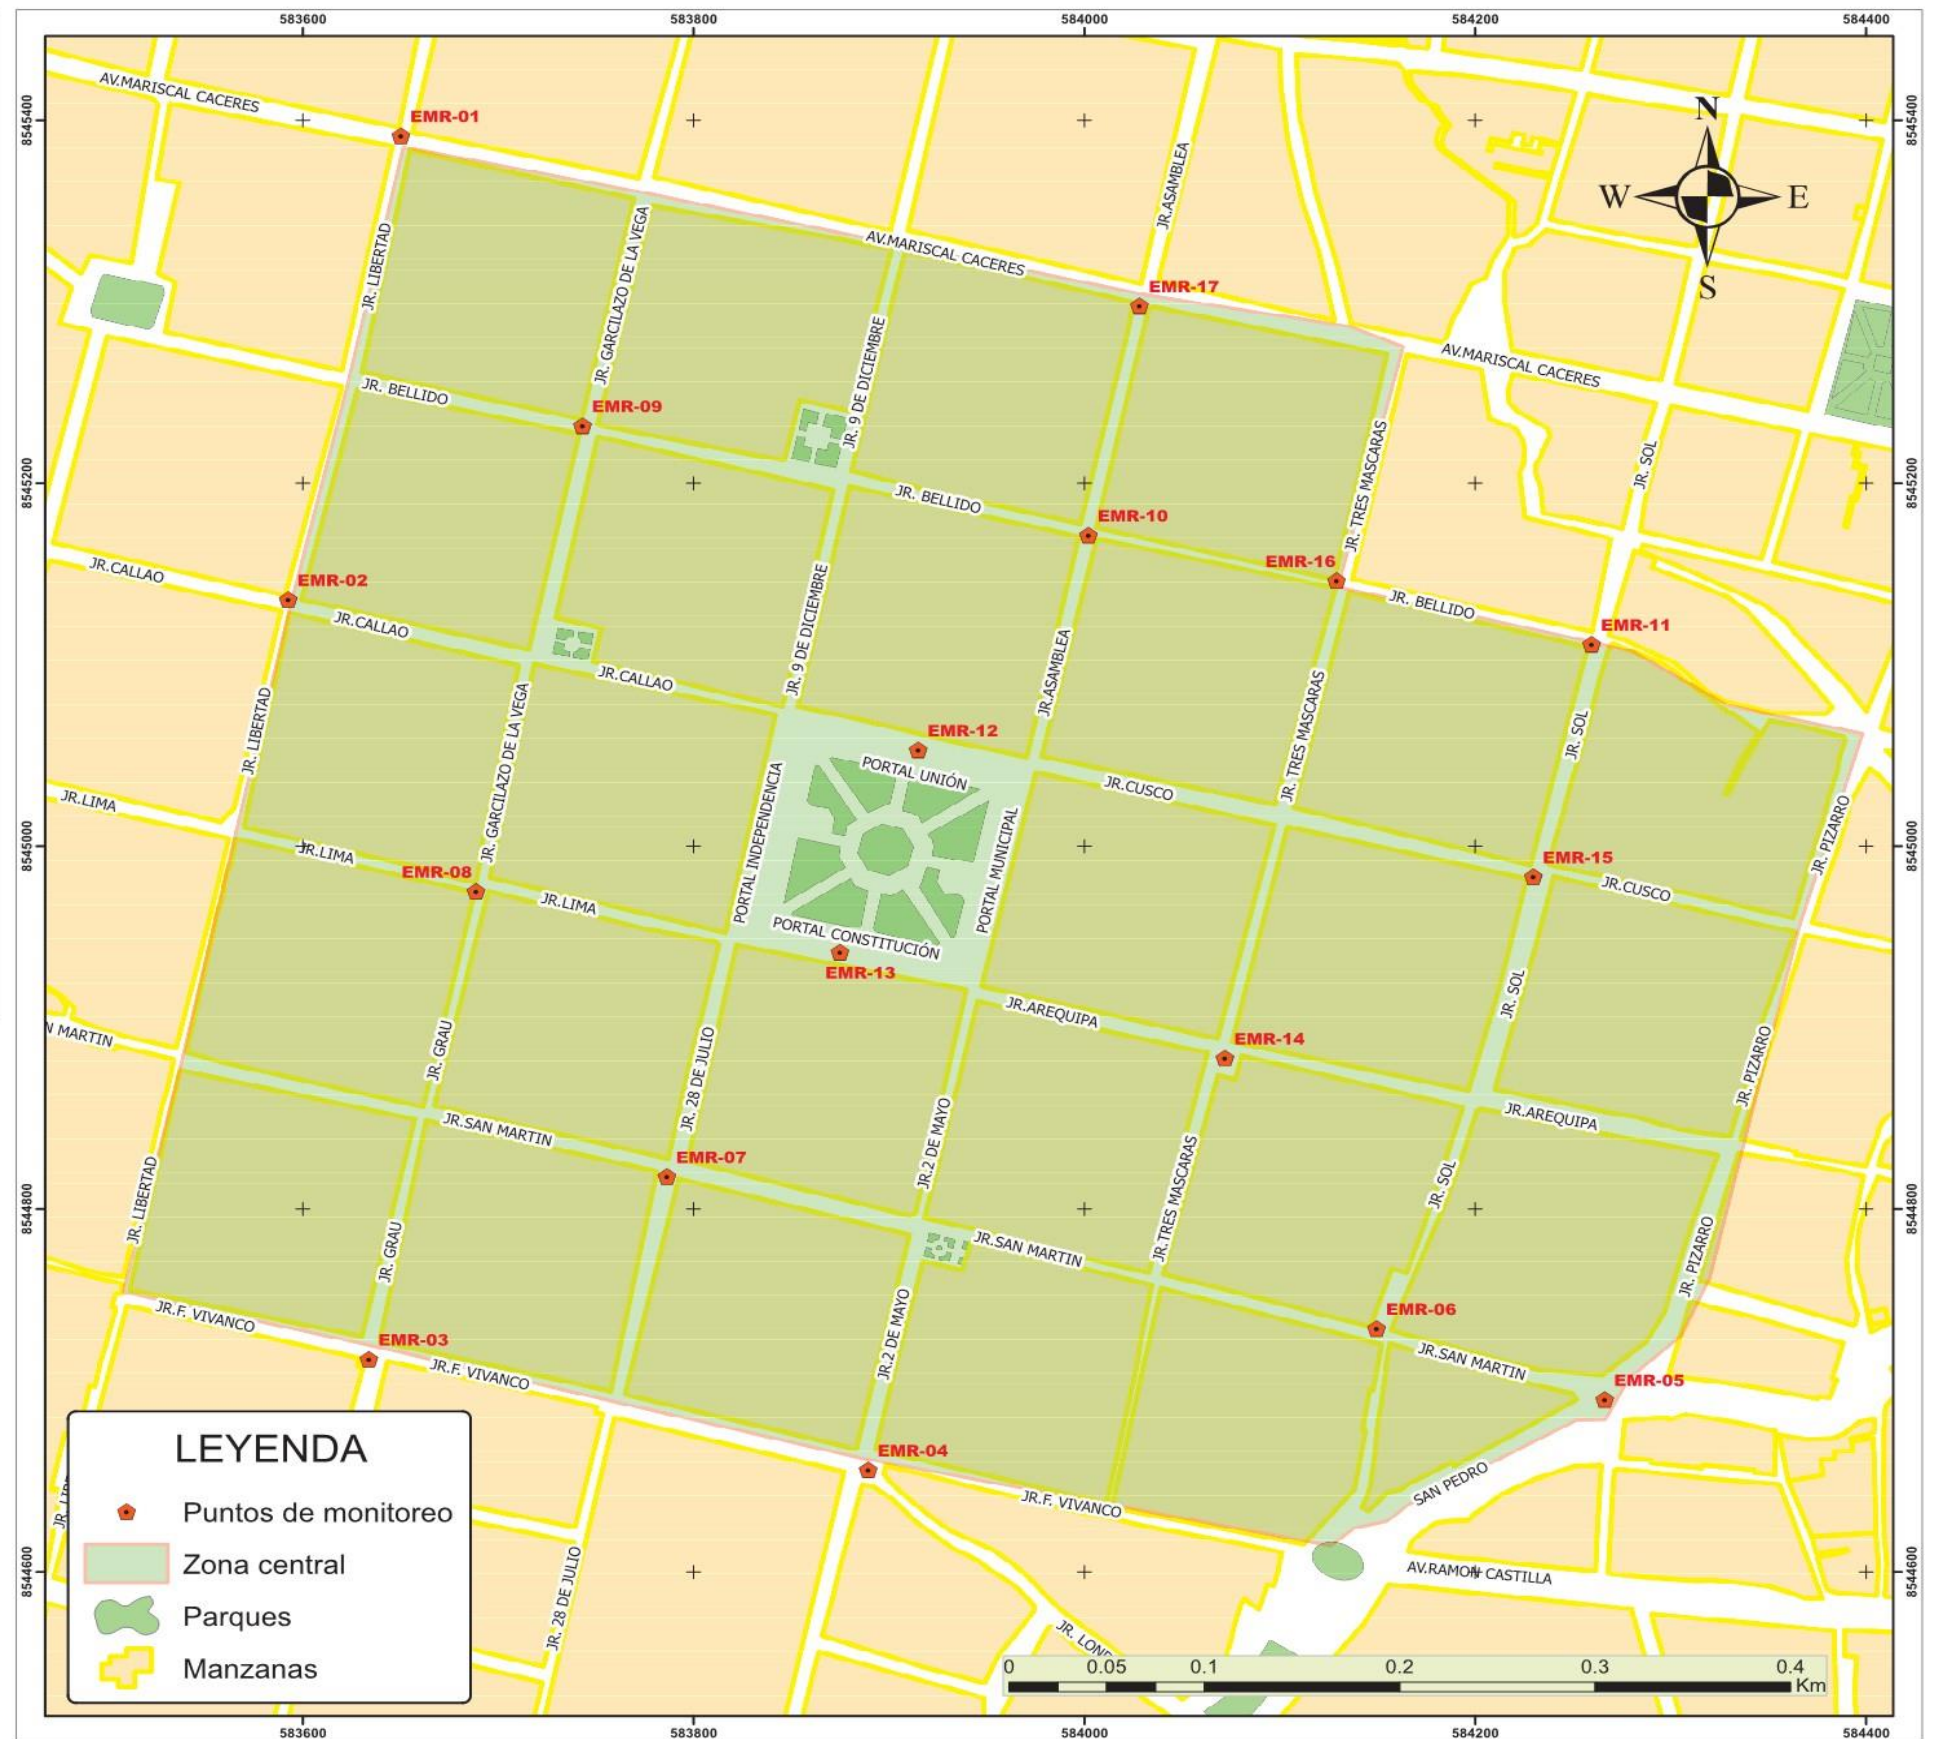 583600
583800
584000
584200
584400
8545400
8545400
AV.MARISCAL CACERES
EMR-01
N
W
E
S
JR.ASAMBLEA
JR. LIBERTAD
JR. GARCILAZO DE LA VEGA
AV.MARISCAL CACERES
EMR-17
JR. 9 DE DICIEMBRE
AV.MARISCAL CACERES
JR. BELLIDO
EMR-09
JR. TRES MASCARAS
JR. SOL
8545200
8545200
JR. BELLIDO
EMR-10
EMR-16
JR.CALLAO
EMR-02
JR. BELLIDO
EMR-11
JR.CALLAO
JR. 9 DE DICIEMBRE
JR.ASAMBLEA
JR.CALLAO
JR. LIBERTAD
JR. GARCILAZO DE LA VEGA
EMR-12
JR. TRES MASCARAS
JR. SOL
PORTAL UNIÓN
JR.CUSCO
JR.LIMA
PORTAL INDEPENDENCIA
PORTAL MUNICIPAL
JR. PIZARRO
8545000
8545000
JR.LIMA
EMR-08
EMR-15
JR.CUSCO
JR.LIMA
PORTAL CONSTITUCIÓN
EMR-13
JR. SOL
JR.AREQUIPA
N MARTIN
EMR-14
JR. GRAU
JR. 28 DE JULIO
JR. PIZARRO
JR.AREQUIPA
JR.SAN MARTIN
EMR-07
JR.2 DE MAYO
JR.TRES MASCARAS
JR. SOL
JR. LIBERTAD
8544800
8544800
JR. GRAU
JR.SAN MARTIN
JR. PIZARRO
JR.F. VIVANCO
EMR-03
EMR-06
JR.F. VIVANCO
JR.2 DE MAYO
JR.SAN MARTIN
EMR-05
EMR-04
SAN PEDRO
JR.F. VIVANCO
LEYENDA
Puntos de monitoreo
Zona central
Parques
Manzanas
8544600
8544600
JR. 28 DE JULIO
AV.RAMON CASTILLA
0
0.05
0.1
0.2
0.3
0.4
Km
583600
583800
584000
584200
584400